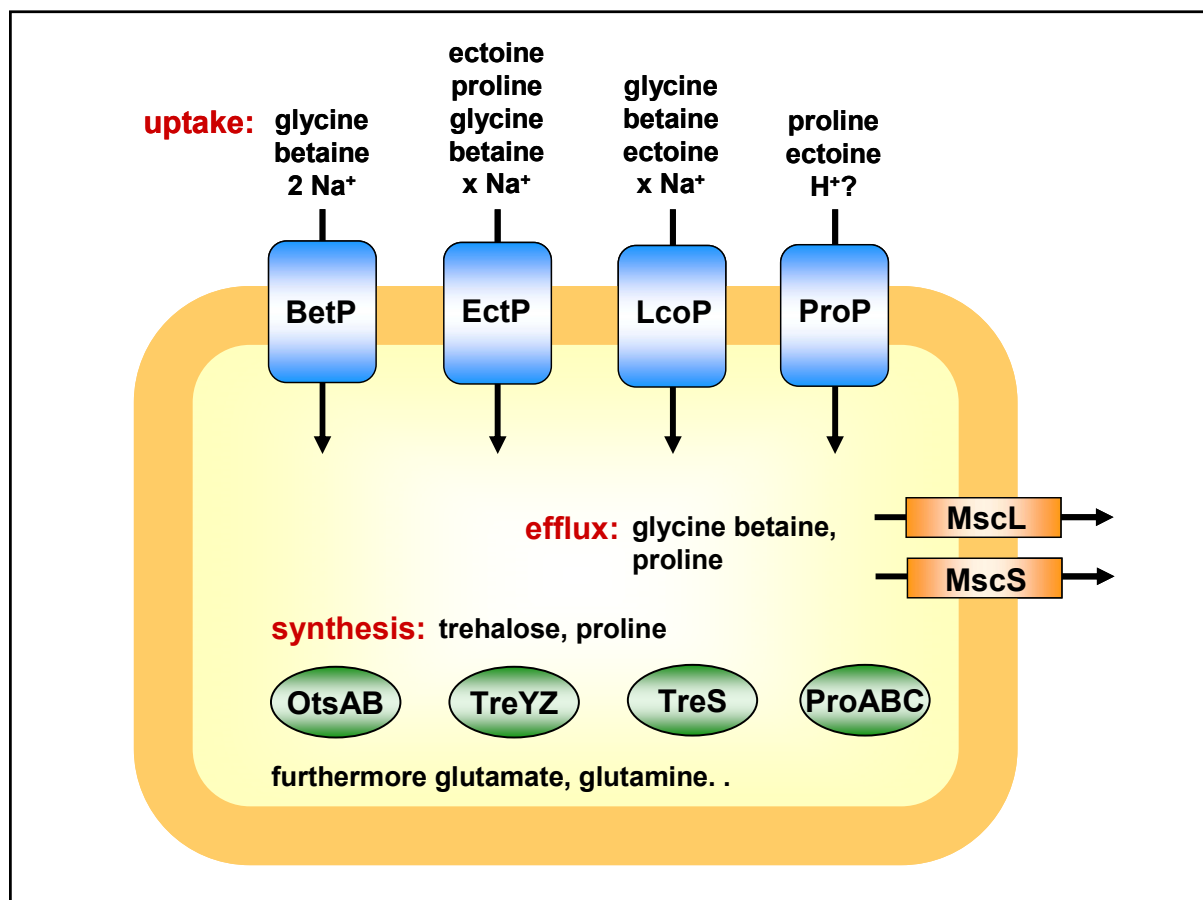 uptake:
glycine
betaine
2 Na⁺
ectoine
proline
glycine
betaine
x Na⁺
glycine
betaine
ectoine
x Na⁺
proline
ectoine
H⁺?
BetP
EctP
LcoP
ProP
efflux: glycine betaine,
proline
MscL
MscS
synthesis: trehalose, proline
OtsAB
TreYZ
TreS
ProABC
furthermore glutamate, glutamine. .